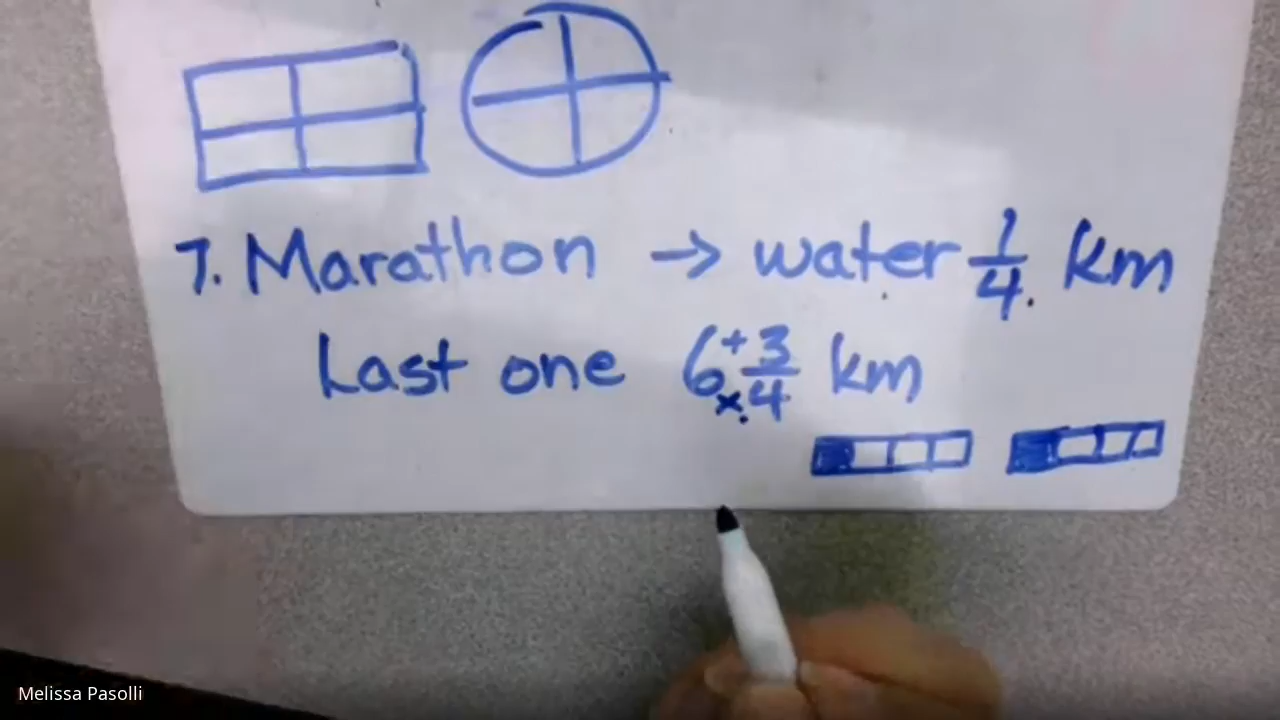 7. Marathon → water 1/4 km
Last one 6 + 3/4 km
×
Melissa Pasolli